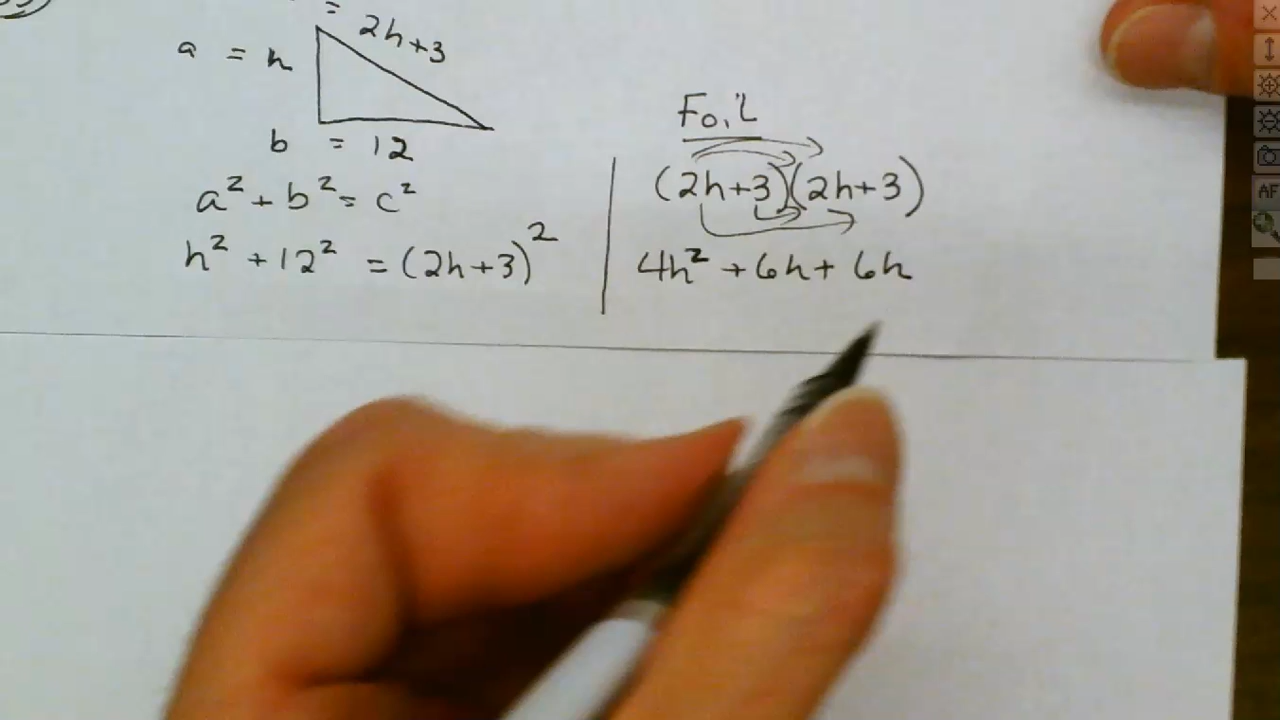 = 2h+3
a = h
b = 12
a² + b² = c²
h² + 12² = (2h+3)²
Foil
(2h+3)(2h+3)
4h² + 6h + 6h
AF